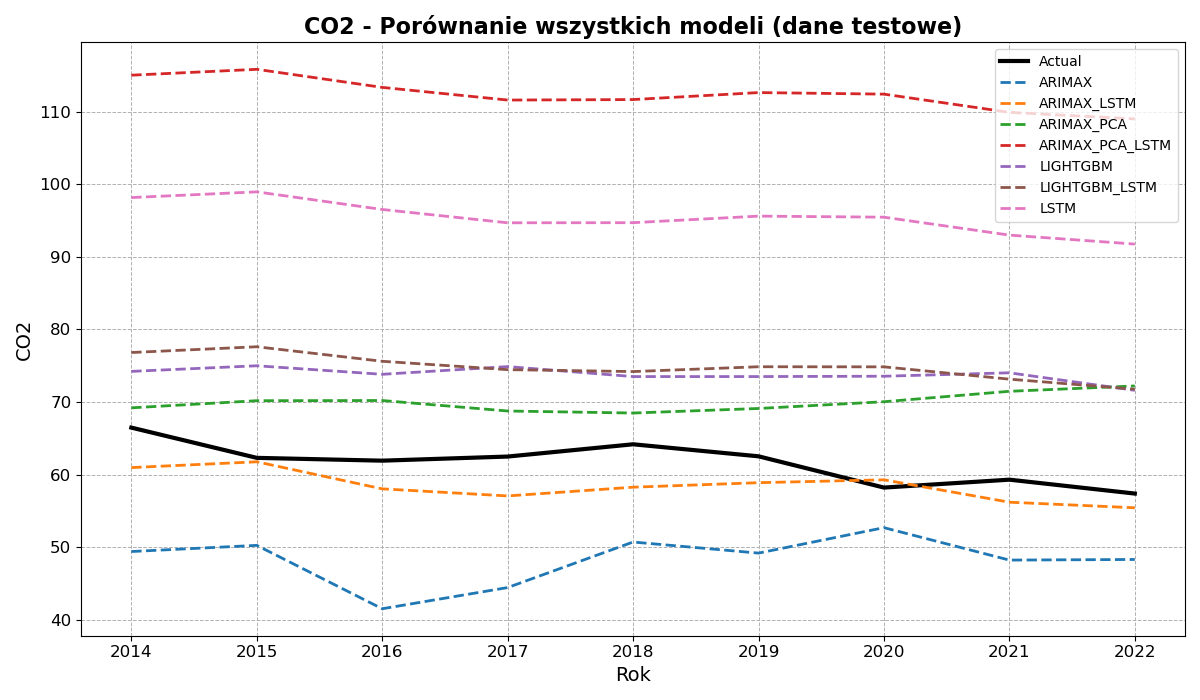 CO2 - Porównanie wszystkich modeli (dane testowe)
Actual
ARIMAX
ARIMAX_LSTM
ARIMAX_PCA
ARIMAX_PCA_LSTM
LIGHTGBM
LIGHTGBM_LSTM
LSTM
110
100
90
80
70
60
50
40
CO2
2014 2015 2016 2017 2018 2019 2020 2021 2022
Rok